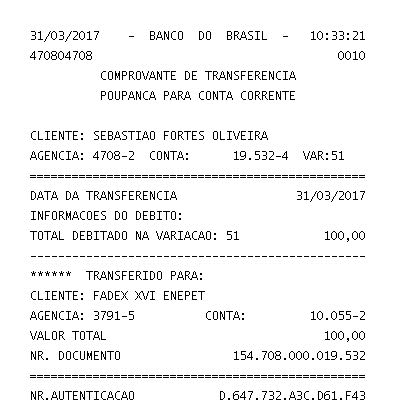 31/03/2017 - BANCO DO BRASIL - 10:33:21
470804708 0010
COMPROVANTE DE TRANSFERENCIA
POUPANCA PARA CONTA CORRENTE
CLIENTE: SEBASTIAO FORTES OLIVEIRA
AGENCIA: 4708-2 CONTA: 19.532-4 VAR:51
================================================
DATA DA TRANSFERENCIA 31/03/2017
INFORMACOES DO DEBITO:
TOTAL DEBITADO NA VARIACAO: 51 100,00
------------------------------------------------
****** TRANSFERIDO PARA:
CLIENTE: FADEX XVI ENEPET
AGENCIA: 3791-5 CONTA: 10.055-2
VALOR TOTAL 100,00
NR. DOCUMENTO 154.708.000.019.532
================================================
NR.AUTENTICACAO D.647.732.A3C.D61.F43